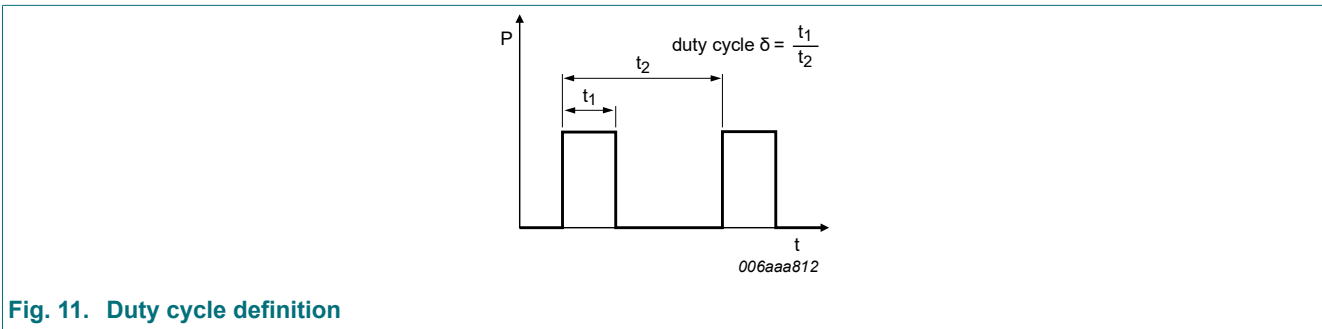 P
duty cycle δ = t1/t2
t2
t1
t
006aaa812
Fig. 11. Duty cycle definition